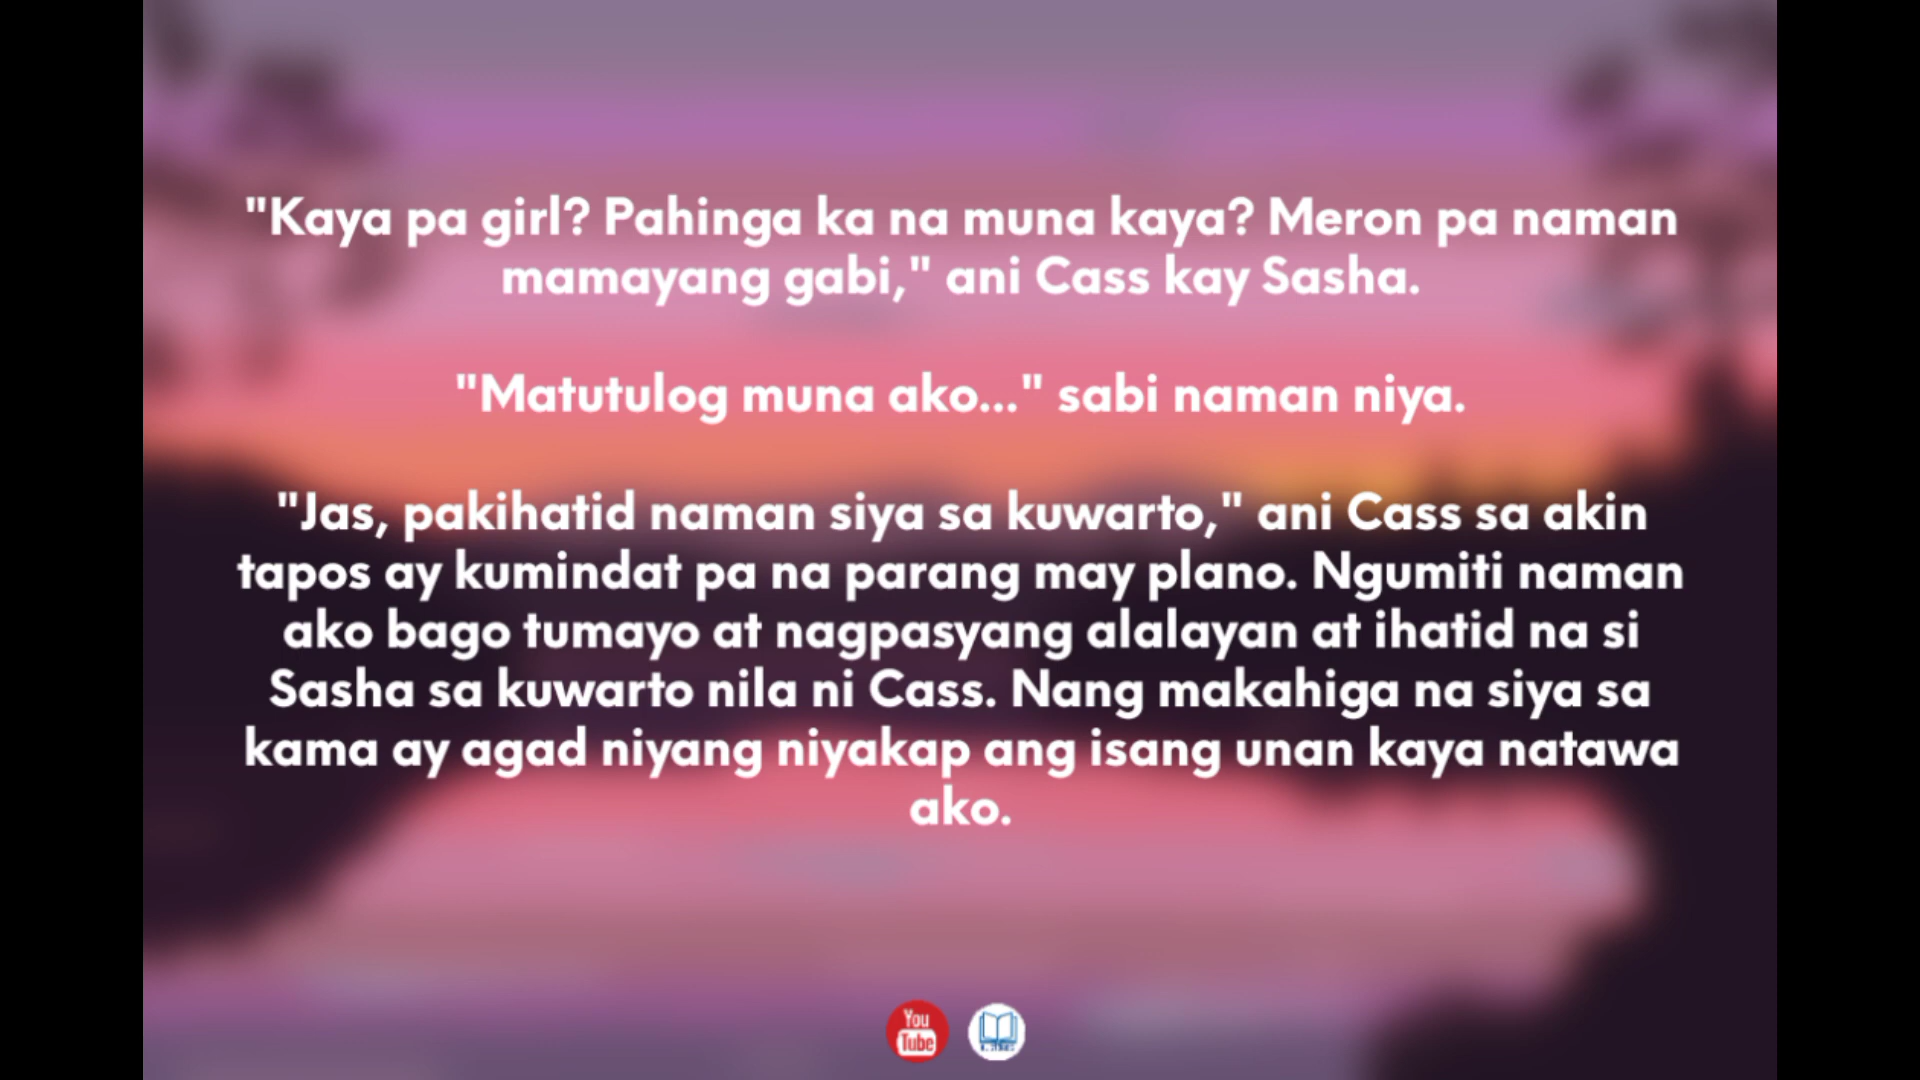 "Kaya pa girl? Pahinga ka na muna kaya? Meron pa naman
mamayang gabi," ani Cass kay Sasha.
"Matutulog muna ako..." sabi naman niya.
"Jas, pakihatid naman siya sa kuwarto," ani Cass sa akin
tapos ay kumindat pa na parang may plano. Ngumiti naman
ako bago tumayo at nagpasyang alalayan at ihatid na si
Sasha sa kuwarto nila ni Cass. Nang makahiga na siya sa
kama ay agad niyang niyakap ang isang unan kaya natawa
ako.
You
Tube